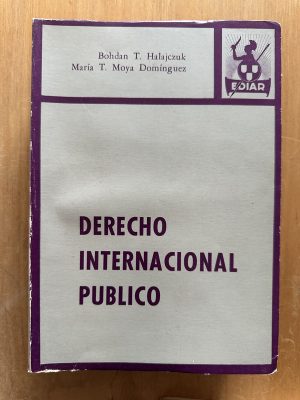 Bohdan T. Halajczuk
María T. Moya Domínguez
EDIAR
DERECHO
INTERNACIONAL
PUBLICO